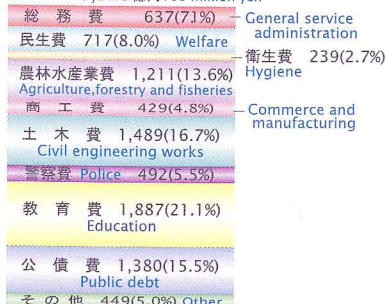 総務費 637(7.1%) General service administration
民生費 717(8.0%) Welfare
衛生費 239(2.7%)
Hygiene
農林水産業費 1,211(13.6%)
Agriculture,forestry and fisheries
商工費 429(4.8%) Commerce and manufacturing
土木費 1,489(16.7%)
Civil engineering works
警察費 Police 492(5.5%)
教育費 1,887(21.1%)
Education
公債費 1,380(15.5%)
Public debt
その他 449(5.0%) Other